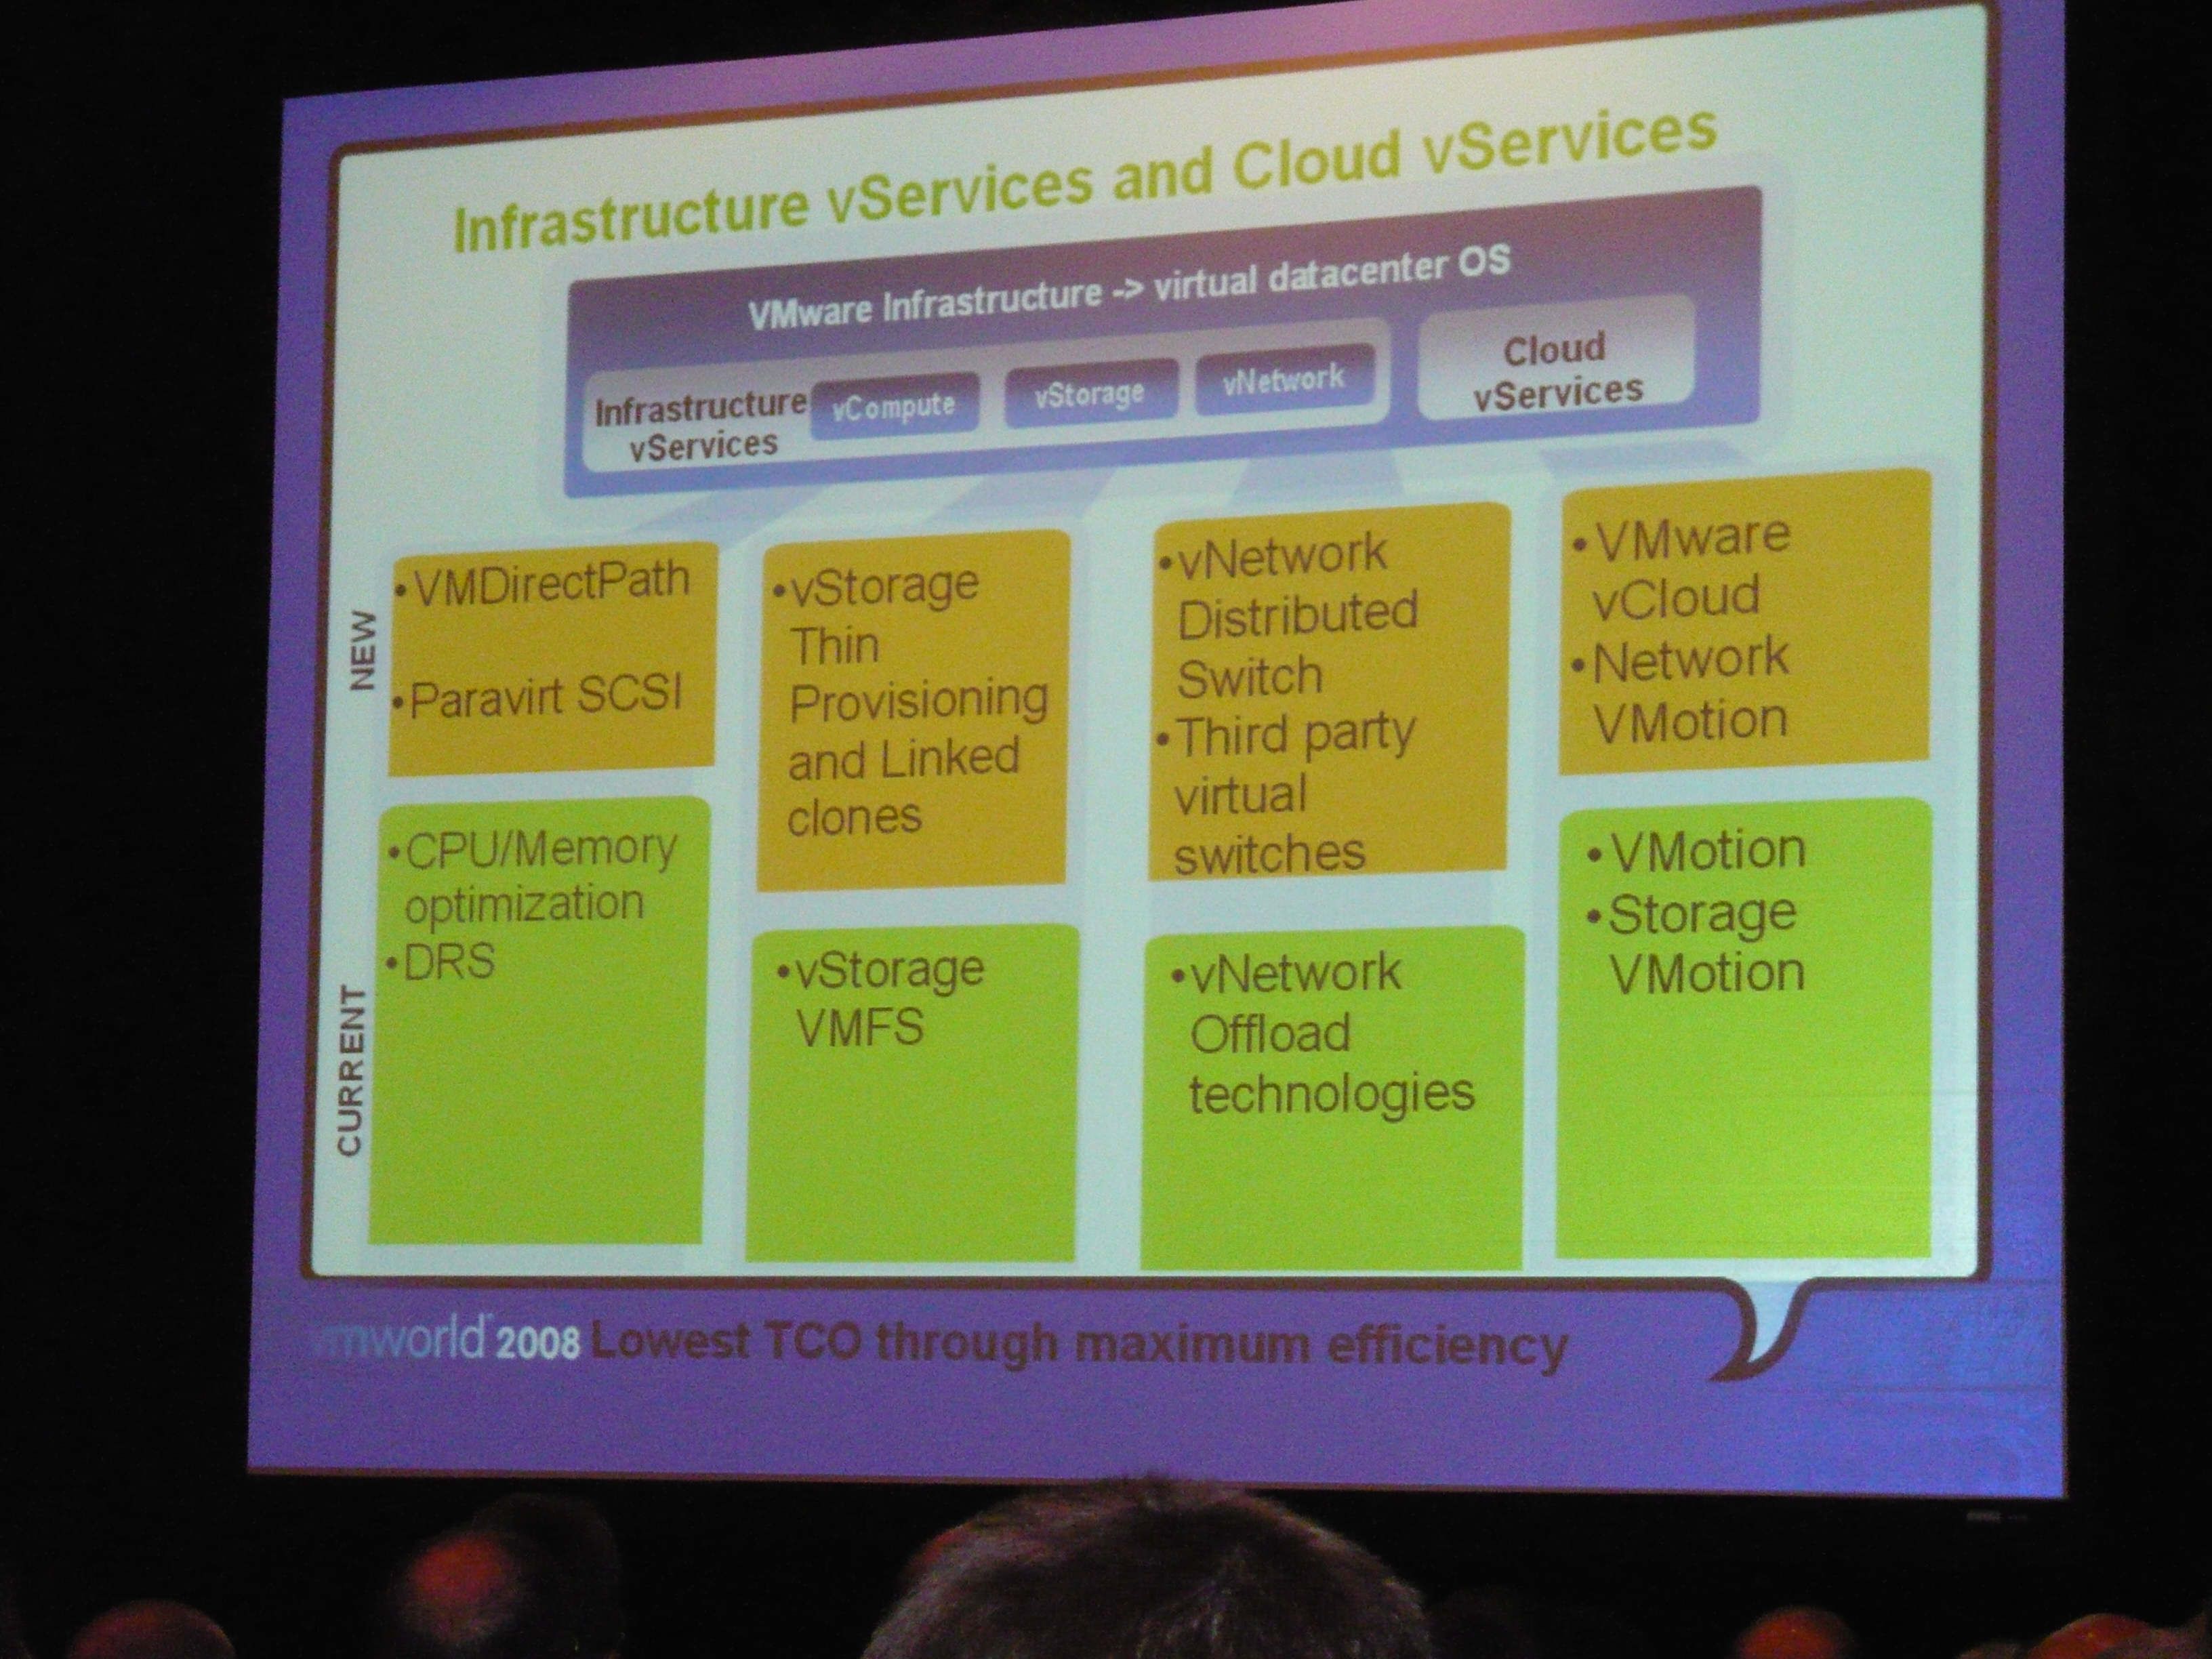 Infrastructure vServices and Cloud vServices
VMware Infrastructure -> virtual datacenter OS
Infrastructure
vServices
vCompute
vStorage
vNetwork
Cloud
vServices
NEW
•VMDirectPath
•Paravirt SCSI
•vStorage
Thin
Provisioning
and Linked
clones
•vNetwork
Distributed
Switch
•Third party
virtual
switches
•VMware
vCloud
•Network
VMotion
CURRENT
•CPU/Memory
optimization
•DRS
•vStorage
VMFS
•vNetwork
Offload
technologies
•VMotion
•Storage
VMotion
vmworld 2008 Lowest TCO through maximum efficiency